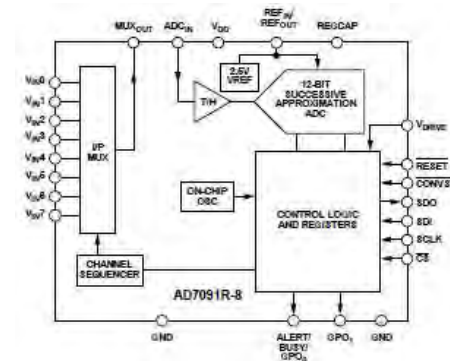 MUXOUT ADCIN VDD REFIN/ REGCAP
REFOUT
2.5V
VREF
12-BIT
SUCCESSIVE
APPROXIMATION
ADC
T/H
VIN0
VIN1
VIN2
VIN3
VIN4
VIN5
VIN6
VIN7
I/P
MUX
VDRIVE
RESET
CONVST
SDO
SDI
SCLK
CS
ON-CHIP
OSC
CONTROL LOGIC
AND REGISTERS
CHANNEL
SEQUENCER
AD7091R-8
GND
ALERT/
BUSY/
GPO0
GPO1
GND